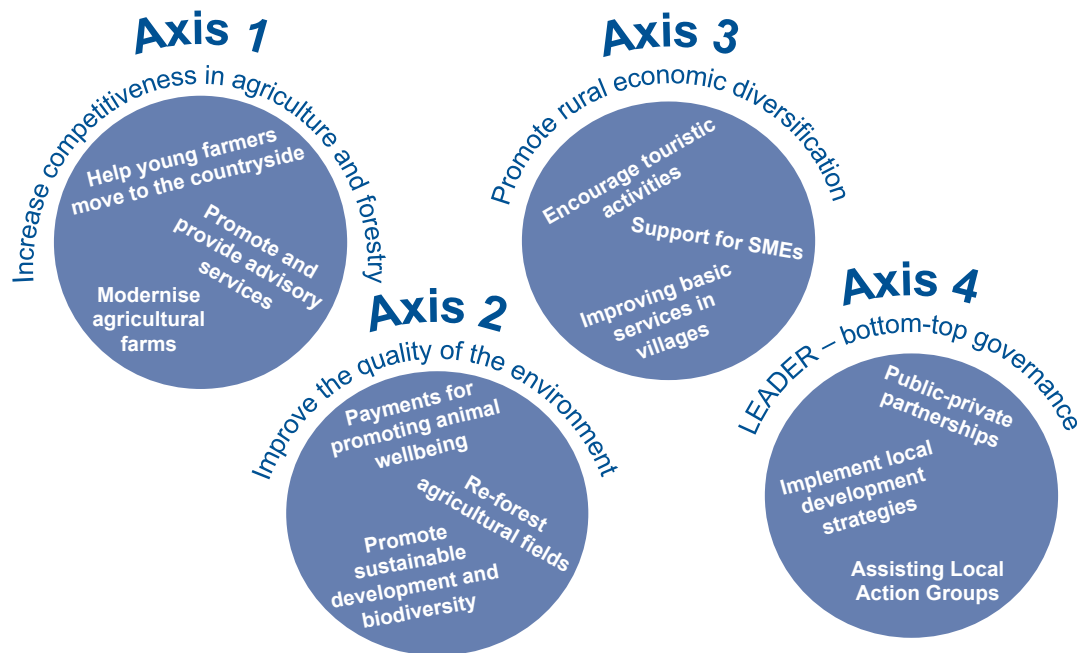 Axis 1
Increase competitiveness in agriculture and forestry
Help young farmers
move to the countryside
Promote and
provide advisory
services
Modernise
agricultural
farms
Axis 2
Improve the quality of the environment
Payments for
promoting animal
wellbeing
Re-forest
agricultural fields
Promote
sustainable
development and
biodiversity
Axis 3
Promote rural economic diversification
Encourage touristic
activities
Support for SMEs
Improving basic
services in
villages
Axis 4
LEADER – bottom-top governance
Public-private
partnerships
Implement local
development
strategies
Assisting Local
Action Groups